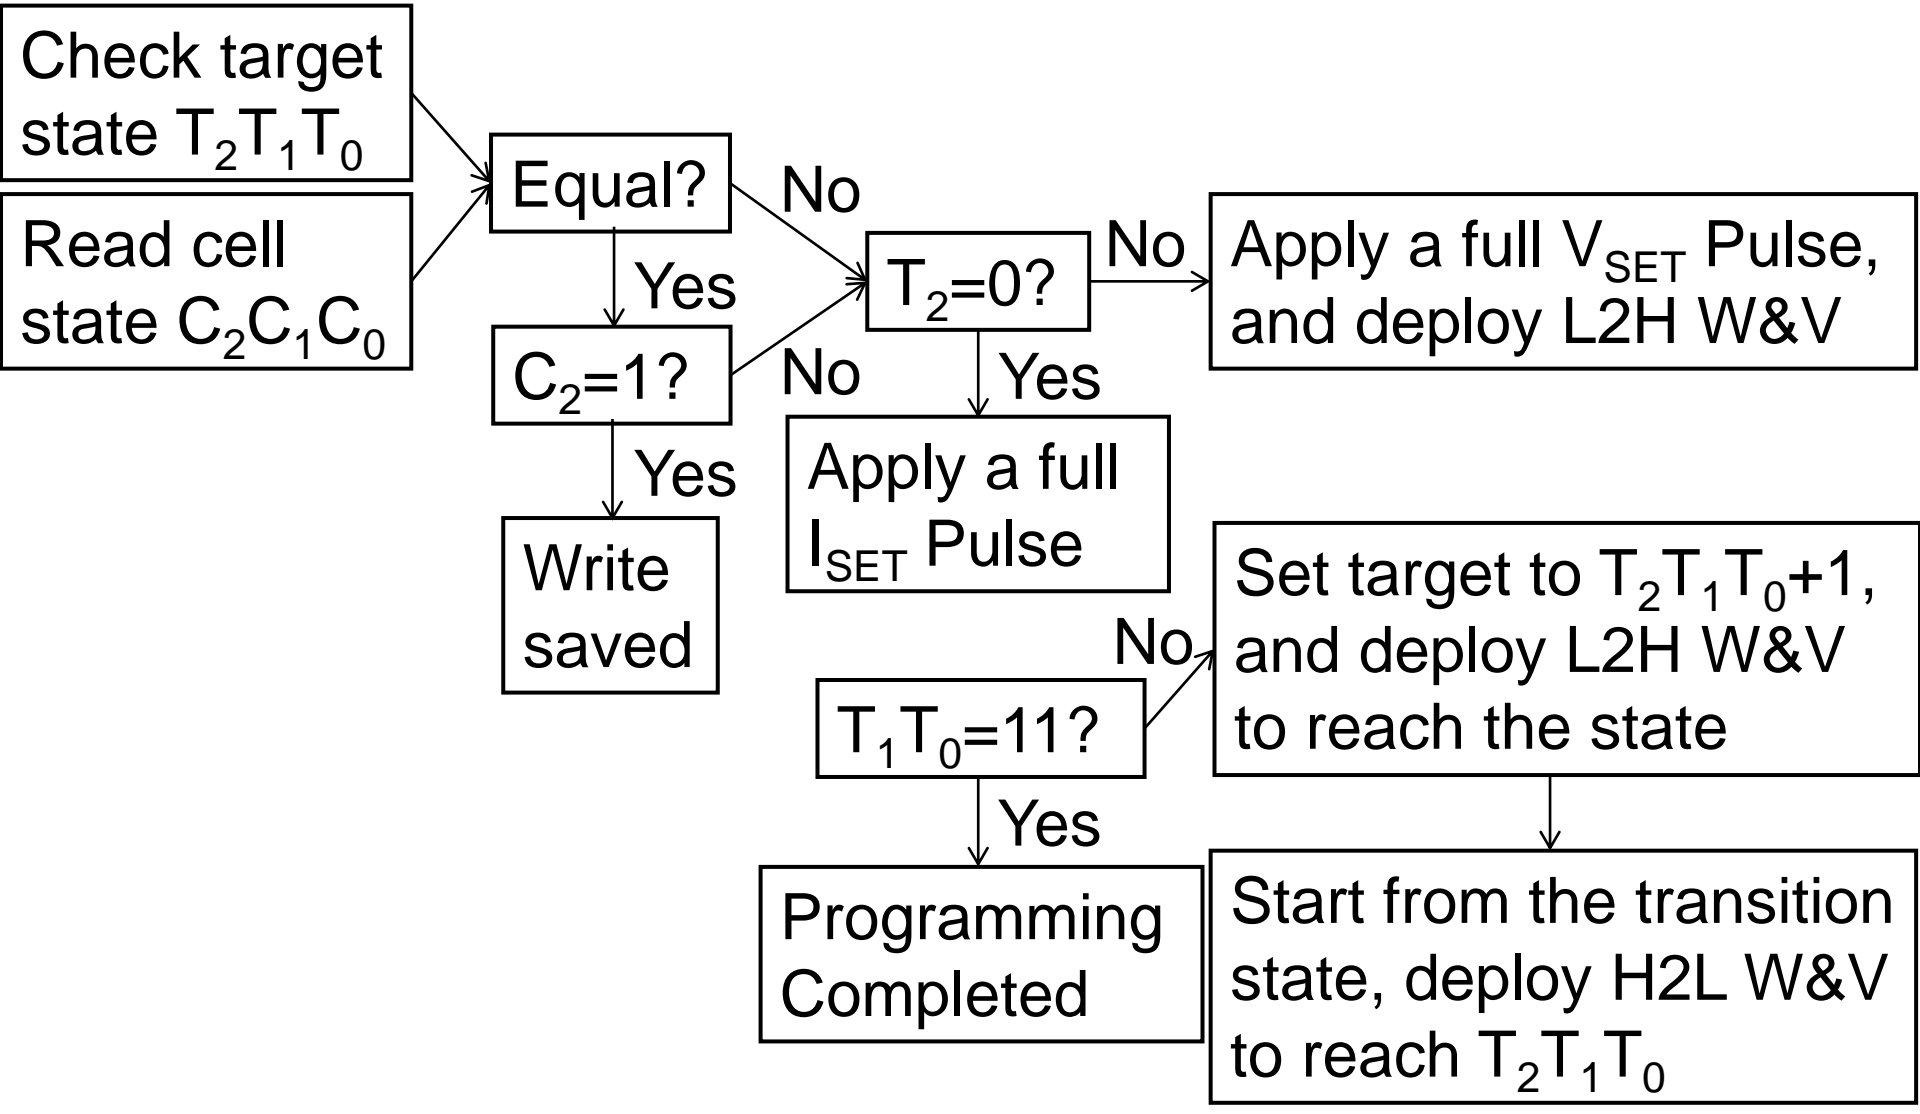 Check target
state T₂T₁T₀
Read cell
state C₂C₁C₀
Equal?
No
Yes
C₂=1?
No
Yes
Write
saved
T₂=0?
No
Yes
Apply a full V_SET Pulse,
and deploy L2H W&V
Apply a full
I_SET Pulse
T₁T₀=11?
No
Yes
Programming
Completed
Set target to T₂T₁T₀+1,
and deploy L2H W&V
to reach the state
Start from the transition
state, deploy H2L W&V
to reach T₂T₁T₀